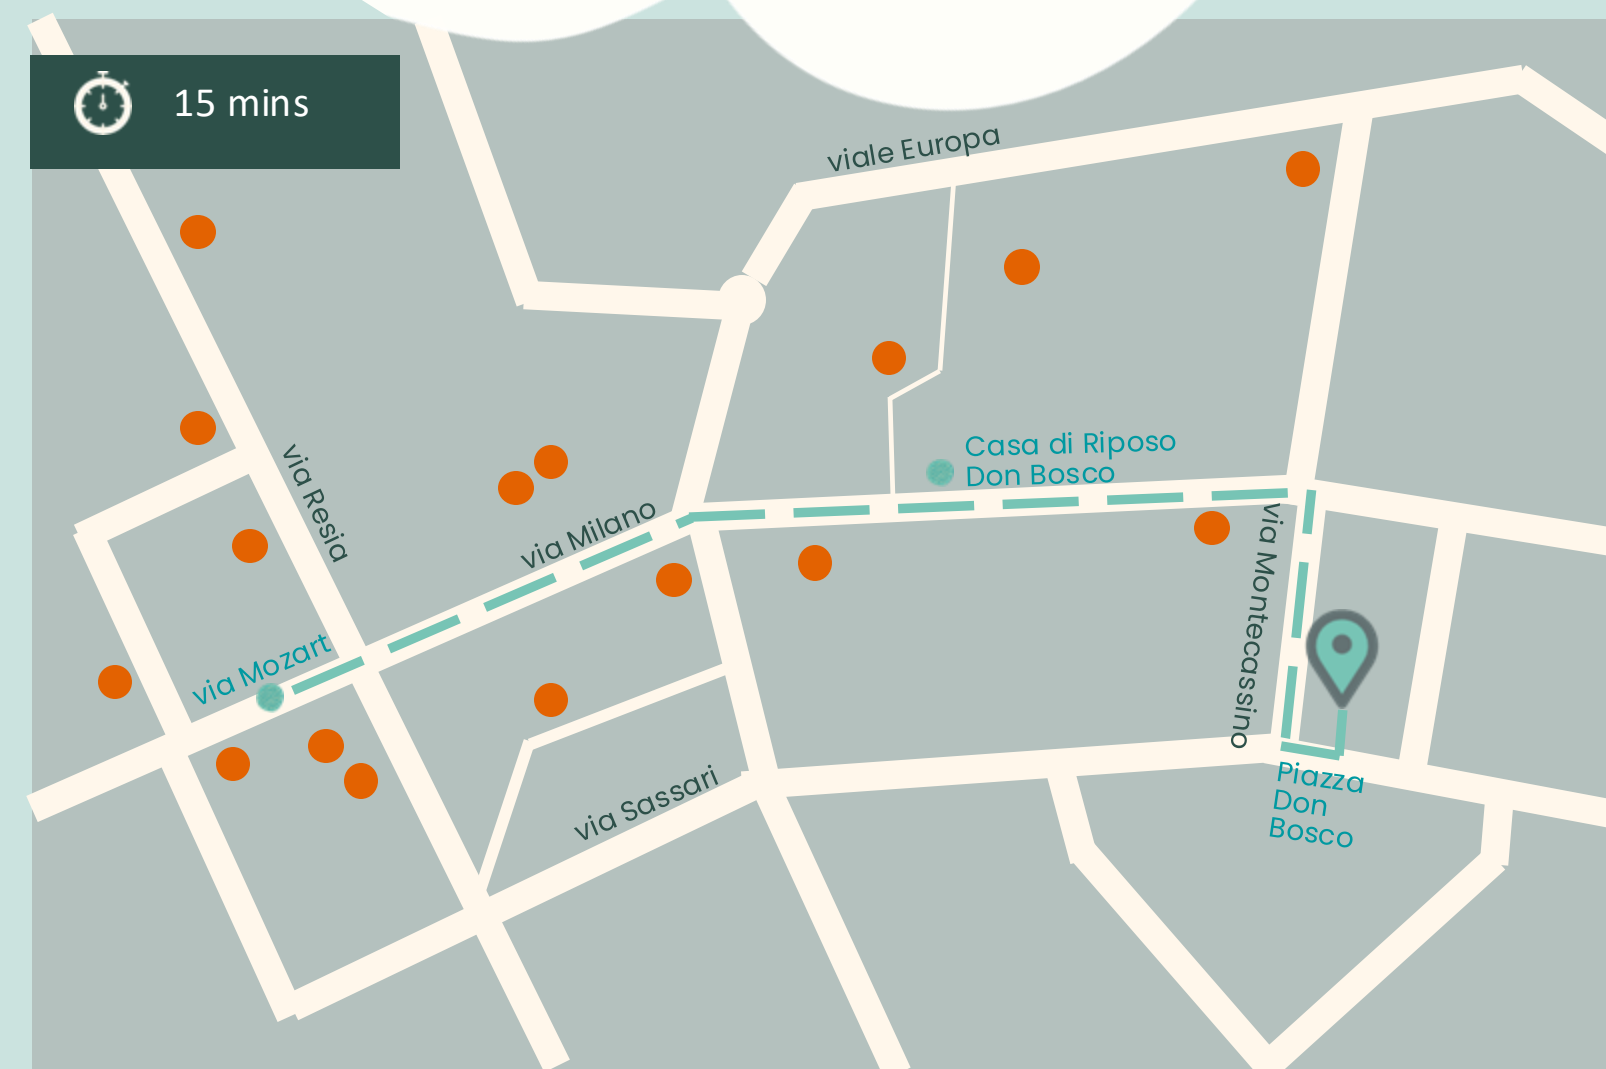 15 mins
viale Europa
Casa di Riposo
Don Bosco
via Resia
via Milano
via Montecassino
via Mozart
via Sassari
Piazza
Don
Bosco